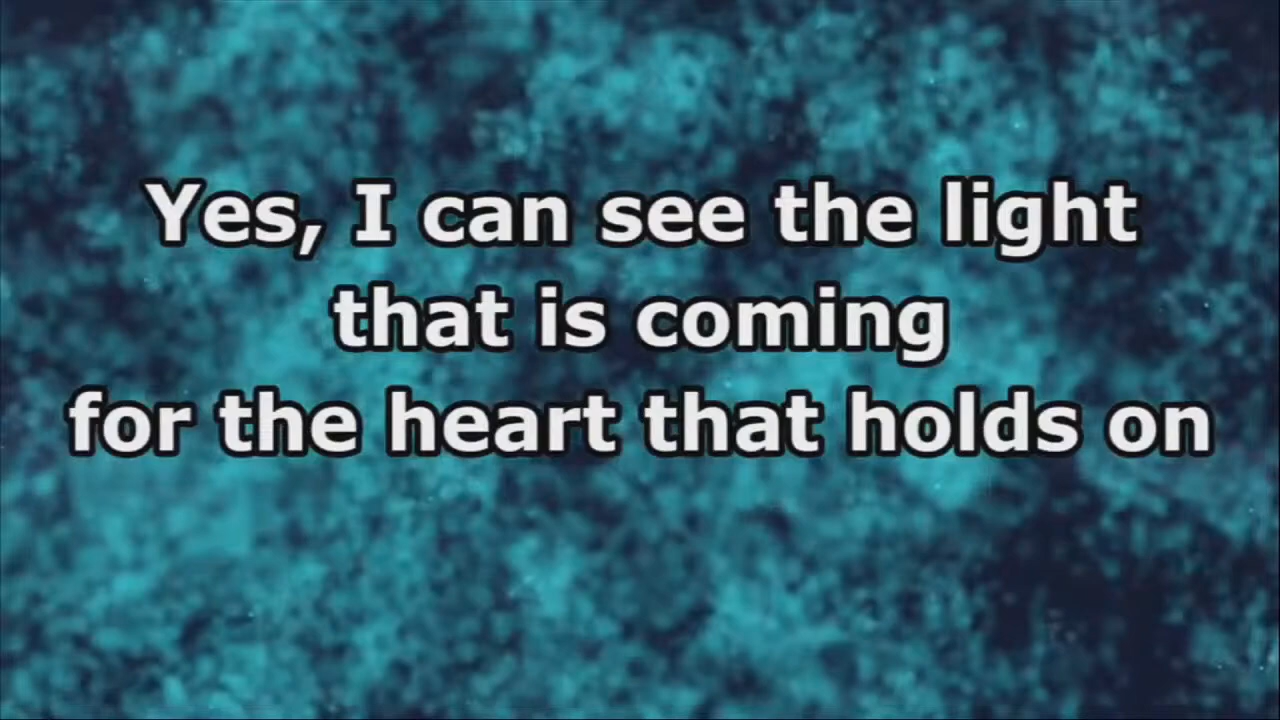 Yes, I can see the light
that is coming
for the heart that holds on